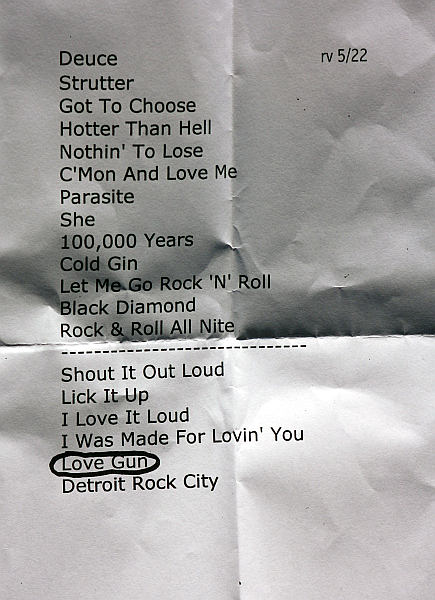 Deuce
rv 5/22
Strutter
Got To Choose
Hotter Than Hell
Nothin' To Lose
C'Mon And Love Me
Parasite
She
100,000 Years
Cold Gin
Let Me Go Rock 'N' Roll
Black Diamond
Rock & Roll All Nite
--------------------------------
Shout It Out Loud
Lick It Up
I Love It Loud
I Was Made For Lovin' You
Love Gun
Detroit Rock City